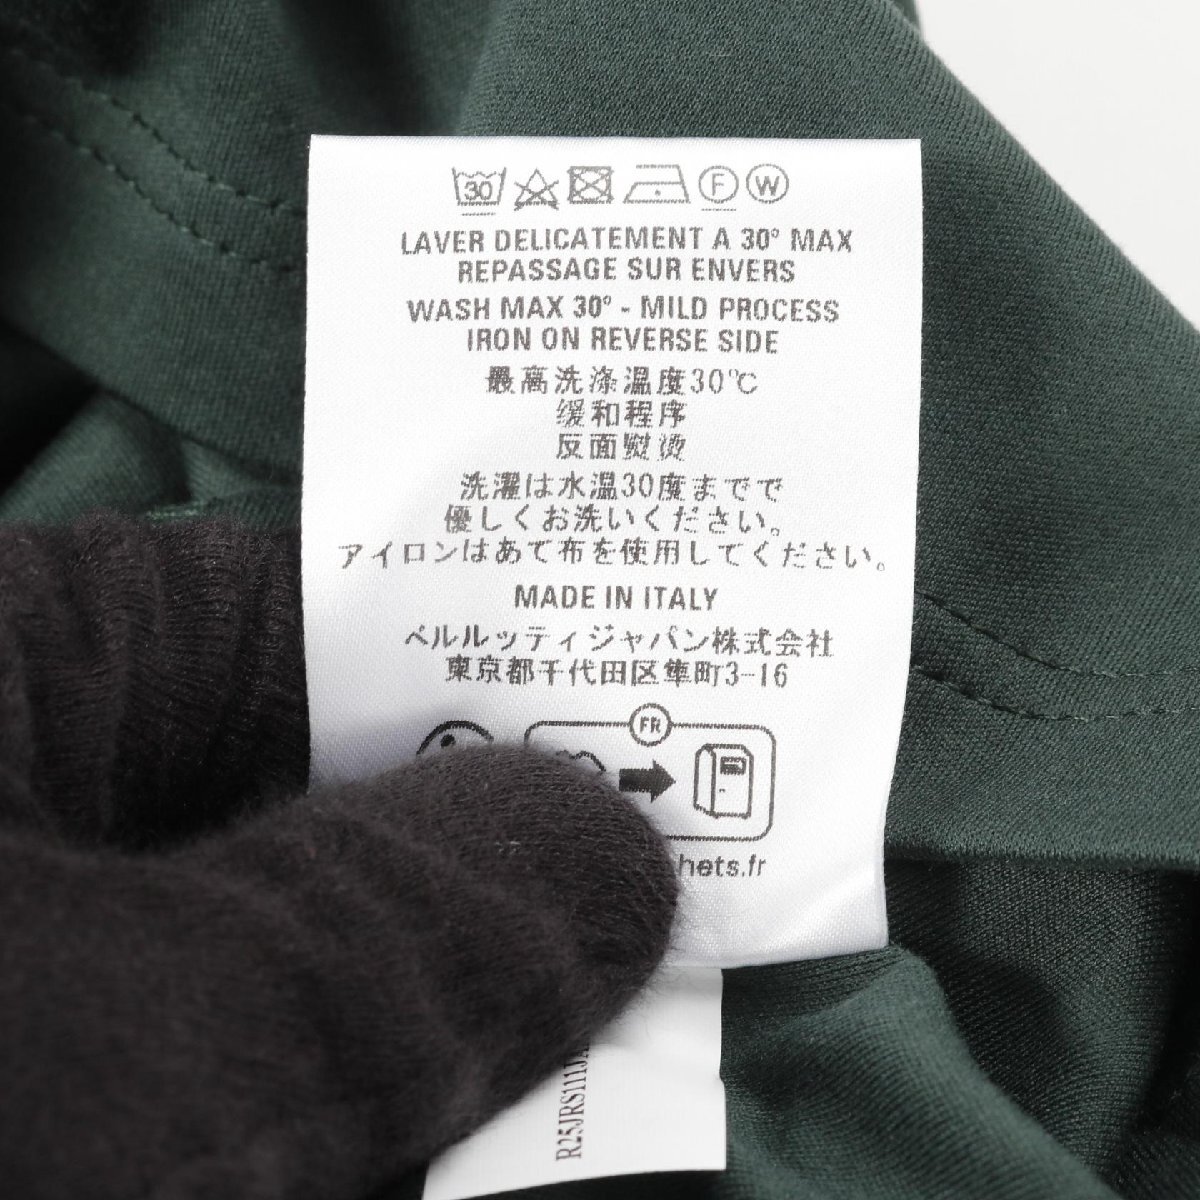 30 F W
LAVER DELICATEMENT A 30° MAX
REPASSAGE SUR ENVERS
WASH MAX 30° - MILD PROCESS
IRON ON REVERSE SIDE
最高洗涤温度30℃
缓和程序
反面熨烫
洗濯は水温30度までで
優しくお洗いください。
アイロンはあて布を使用してください。
MADE IN ITALY
ベルルッティジャパン株式会社
東京都千代田区隼町3-16
FR
hets.fr
R25JRS111JA